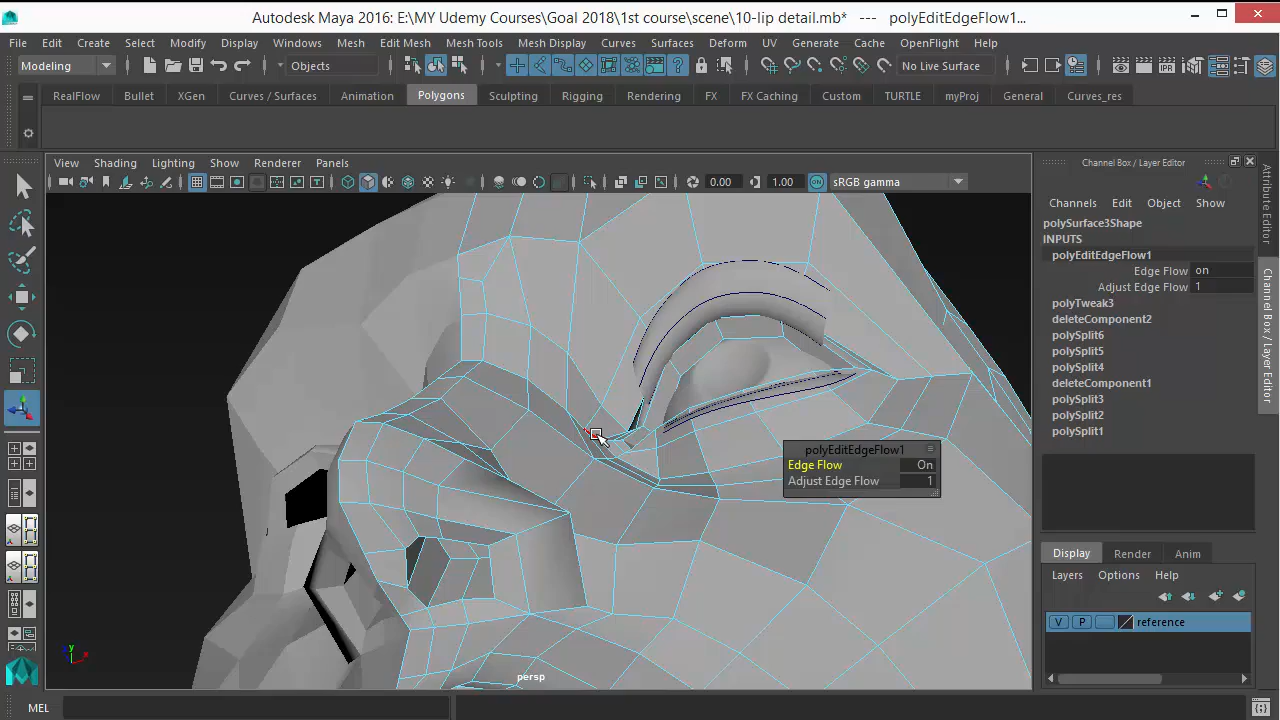 Autodesk Maya 2016: E:\MY Udemy Courses\Goal 2018\1st course\scene\10-lip detail.mb* --- polyEditEdgeFlow1...
File Edit Create Select Modify Display Windows Mesh Edit Mesh Mesh Tools Mesh Display Curves Surfaces Deform UV Generate Cache OpenFlight Help
Modeling Objects No Live Surface
RealFlow Bullet XGen Curves / Surfaces Animation Polygons Sculpting Rigging Rendering FX FX Caching Custom TURTLE myProj General Curves_res
View Shading Lighting Show Renderer Panels
0.00 1.00 ON sRGB gamma
Channel Box / Layer Editor
Channels Edit Object Show
polySurface3Shape
INPUTS
polyEditEdgeFlow1
Edge Flow on
Adjust Edge Flow 1
polyTweak3
deleteComponent2
polySplit6
polySplit5
polySplit4
deleteComponent1
polySplit3
polySplit2
polySplit1
Attribute Editor
Channel Box / Layer Editor
polyEditEdgeFlow1
Edge Flow On
Adjust Edge Flow 1
Display Render Anim
Layers Options Help
V P reference
y
x
z
persp
MEL